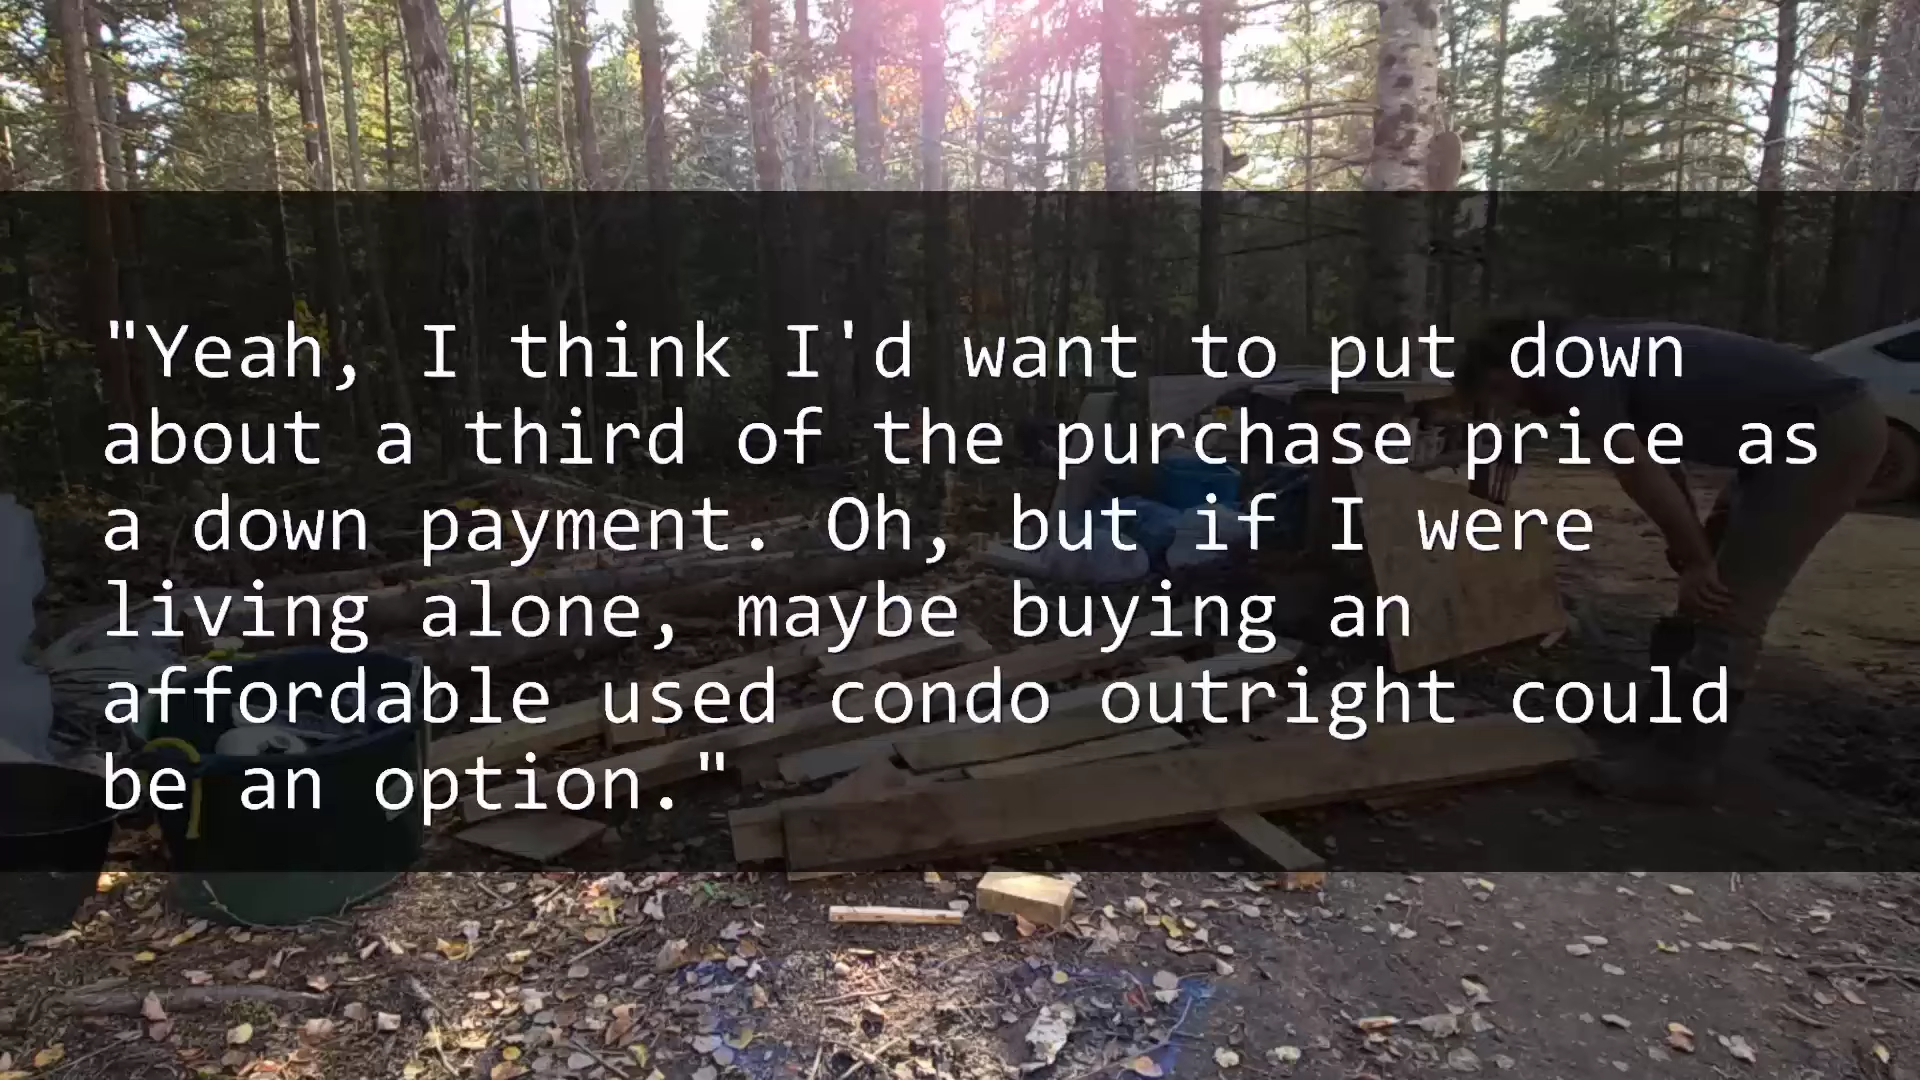 "Yeah, I think I'd want to put down
about a third of the purchase price as
a down payment. Oh, but if I were
living alone, maybe buying an
affordable used condo outright could
be an option."